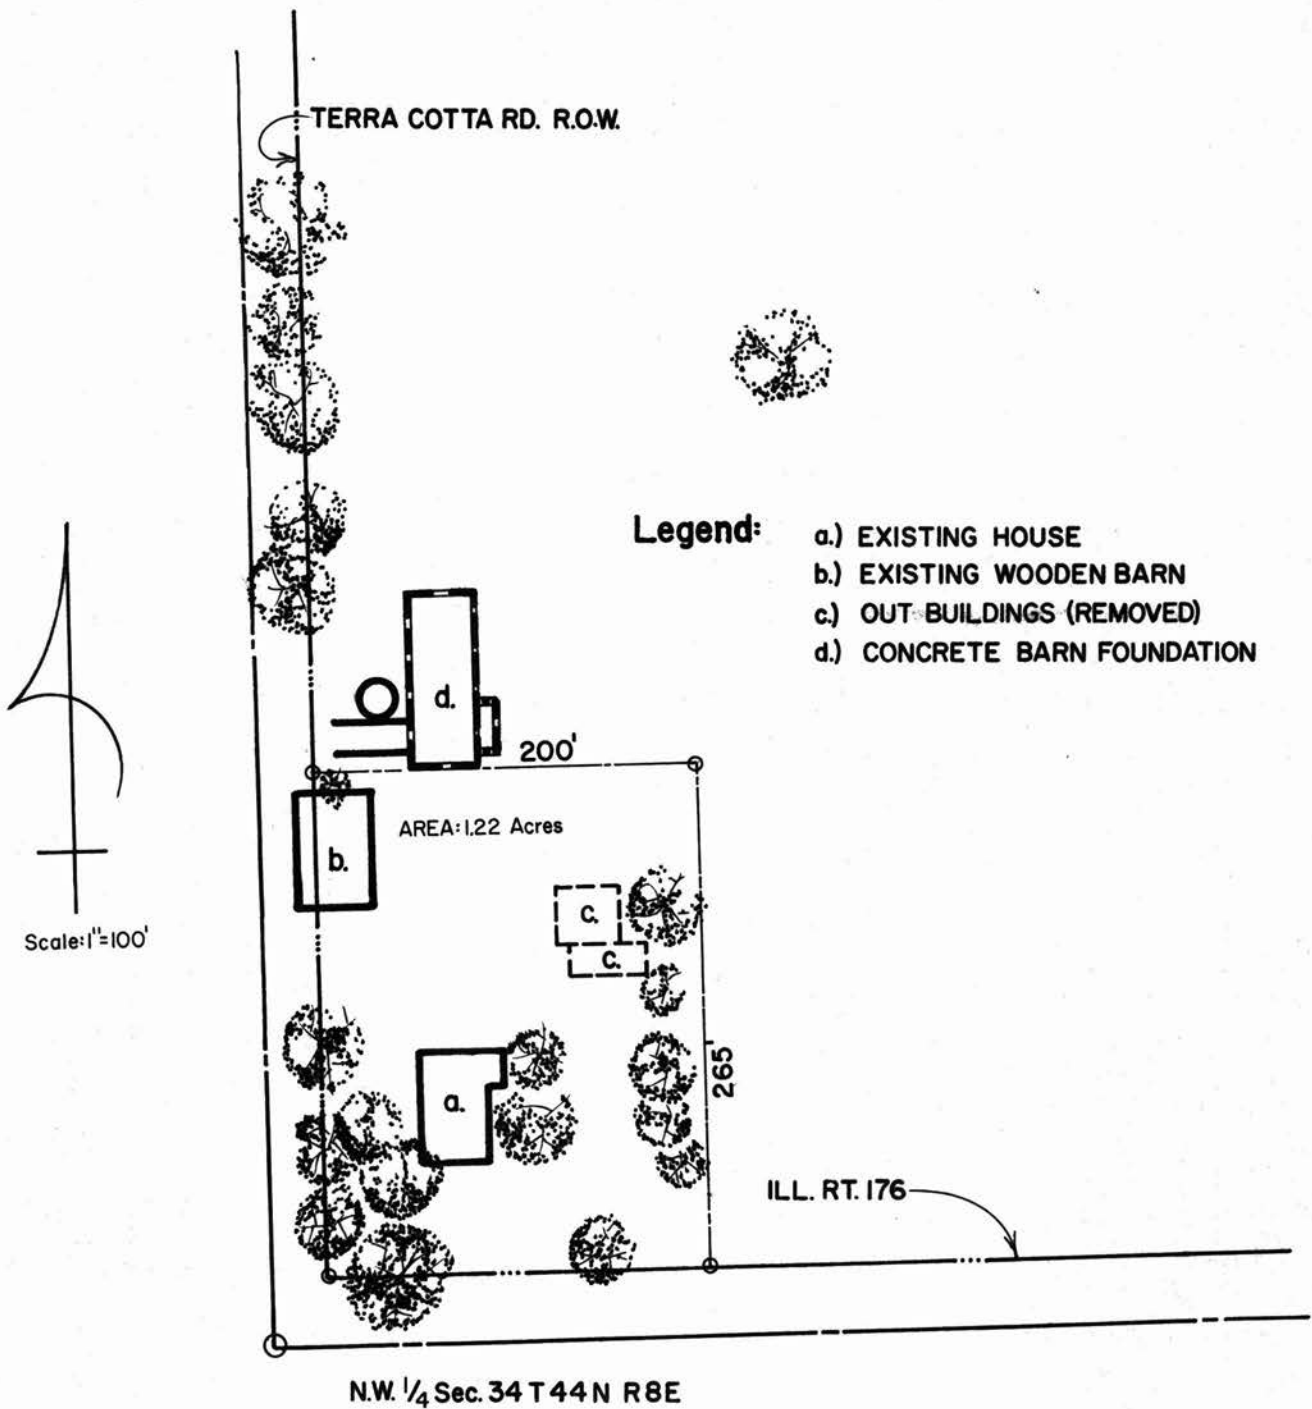 TERRA COTTA RD. R.O.W.
Legend:
a.) EXISTING HOUSE
b.) EXISTING WOODEN BARN
c.) OUT BUILDINGS (REMOVED)
d.) CONCRETE BARN FOUNDATION
d.
200'
AREA: 1.22 Acres
b.
c.
c.
Scale: 1"=100'
265'
a.
ILL. RT. 176
N.W. 1/4 Sec. 34 T 44 N R 8 E